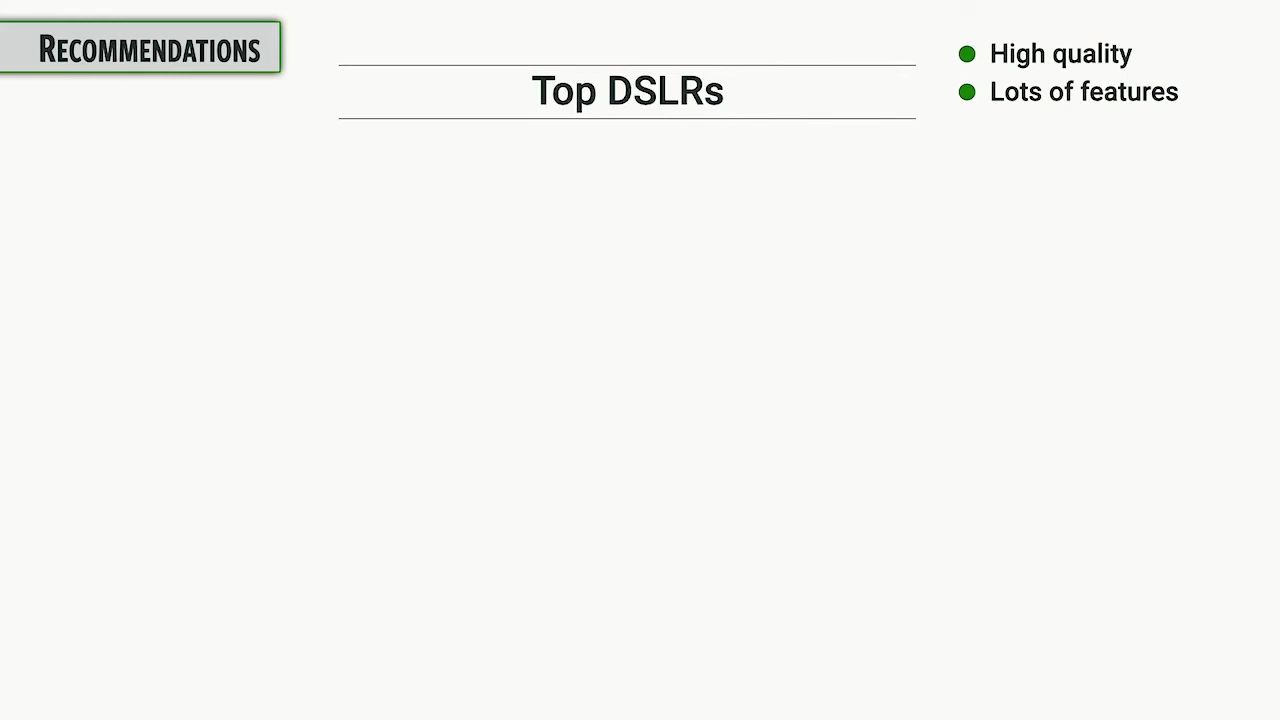 RECOMMENDATIONS
Top DSLRs
High quality
Lots of features